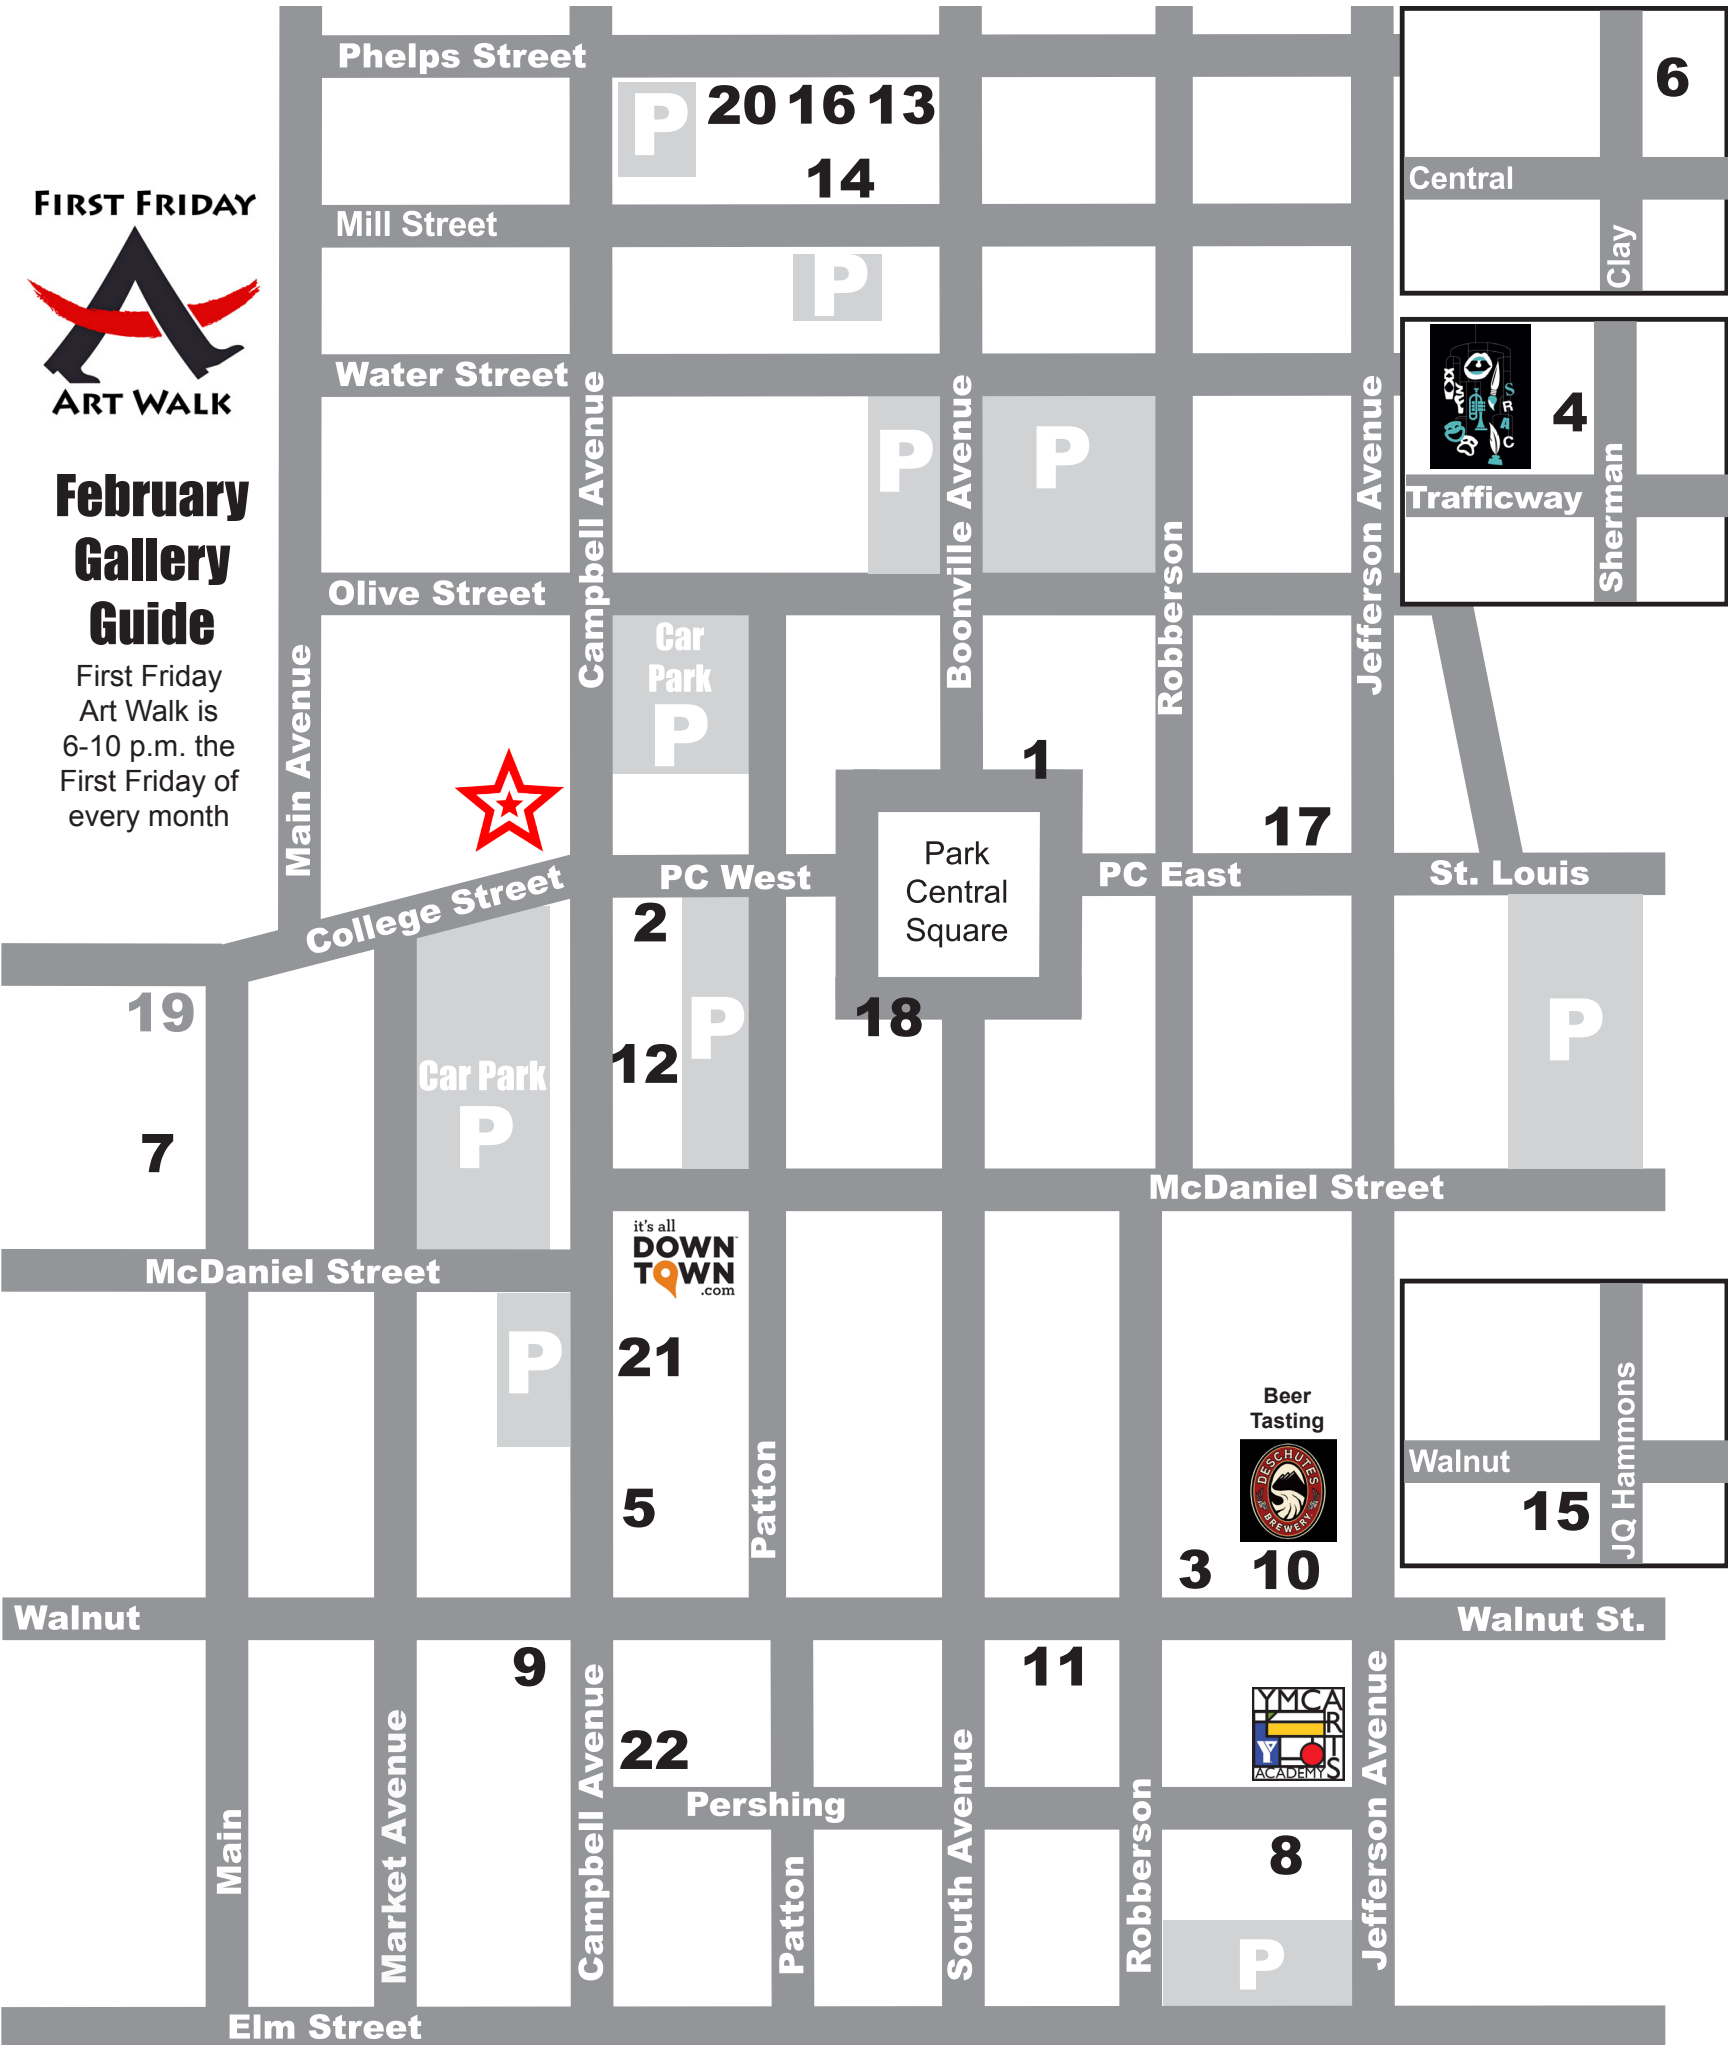 Phelps Street
P
20 16 13
14
6
Central
Clay
FIRST FRIDAY
ART WALK
Mill Street
P
Water Street
4
S
R
A
C
Trafficway
Sherman
February
Gallery
Guide
First Friday
Art Walk is
6-10 p.m. the
First Friday of
every month
P
P
Campbell Avenue
Boonville Avenue
Robberson
Jefferson Avenue
Olive Street
Main Avenue
Car
Park
P
1
17
Park
Central
Square
College Street
PC West
PC East
St. Louis
2
19
18
12
P
P
Car Park
P
7
McDaniel Street
McDaniel Street
it's all
DOWN
TOWN
.com
21
P
5
Patton
Beer
Tasting
DESCHUTES
BREWERY
3
10
Walnut
15
JQ Hammons
Walnut
Walnut St.
9
11
22
YMCA
ARTS
Y
ACADEMY
Pershing
8
Main
Market Avenue
Campbell Avenue
Patton
South Avenue
Robberson
Jefferson Avenue
P
Elm Street